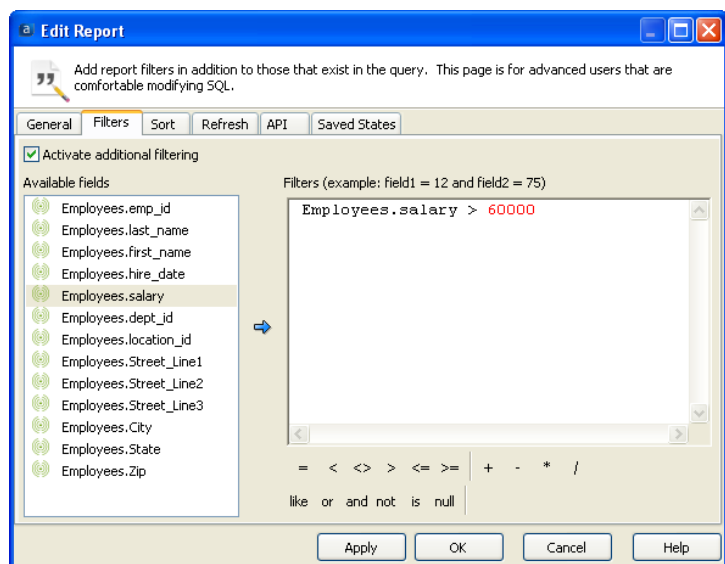 Edit Report
Add report filters in addition to those that exist in the query.  This page is for advanced users that are
comfortable modifying SQL.
General Filters Sort Refresh API Saved States
Activate additional filtering
Available fields
Employees.emp_id
Employees.last_name
Employees.first_name
Employees.hire_date
Employees.salary
Employees.dept_id
Employees.location_id
Employees.Street_Line1
Employees.Street_Line2
Employees.Street_Line3
Employees.City
Employees.State
Employees.Zip
Filters (example: field1 = 12 and field2 = 75)
Employees.salary > 60000
= < <> > <= >= + - * /
like or and not is null
Apply OK Cancel Help